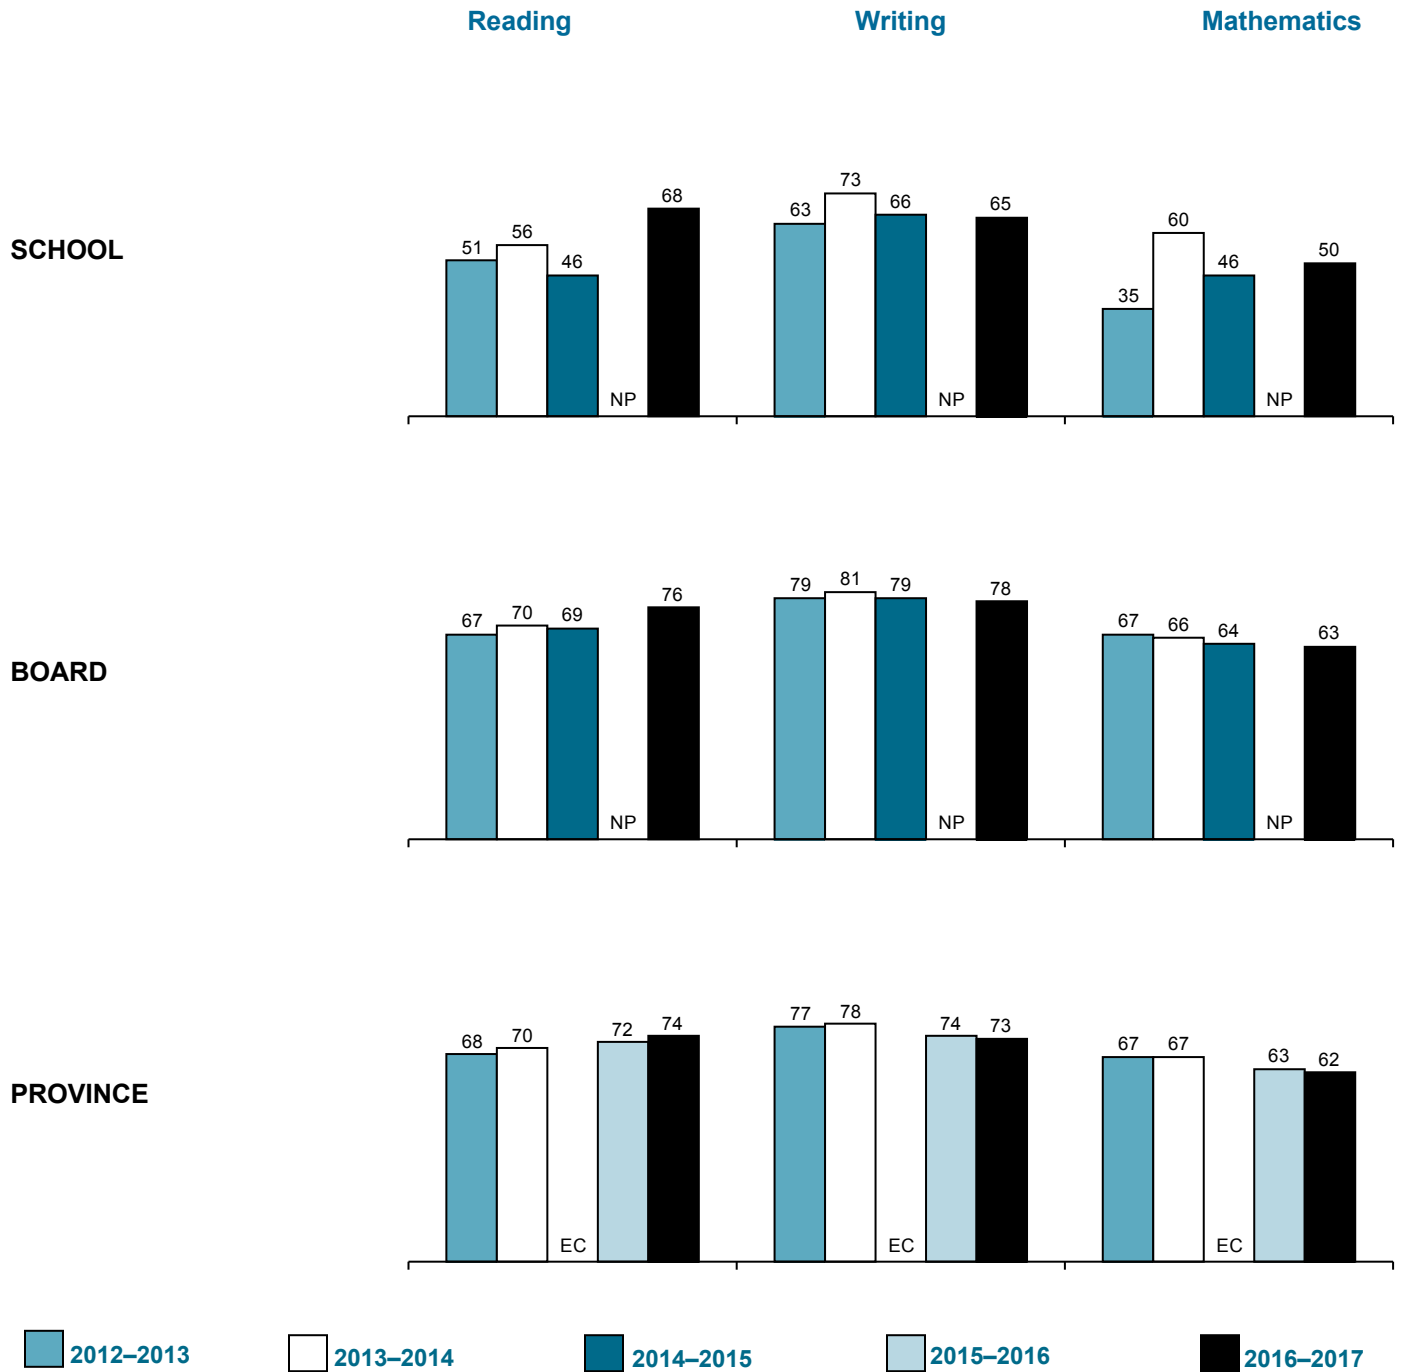 Reading Writing Mathematics
SCHOOL
51 56 46 NP 68 63 73 66 NP 65 35 60 46 NP 50
BOARD
67 70 69 NP 76 79 81 79 NP 78 67 66 64 NP 63
PROVINCE
68 70 EC 72 74 77 78 EC 74 73 67 67 EC 63 62
2012–2013 2013–2014 2014–2015 2015–2016 2016–2017